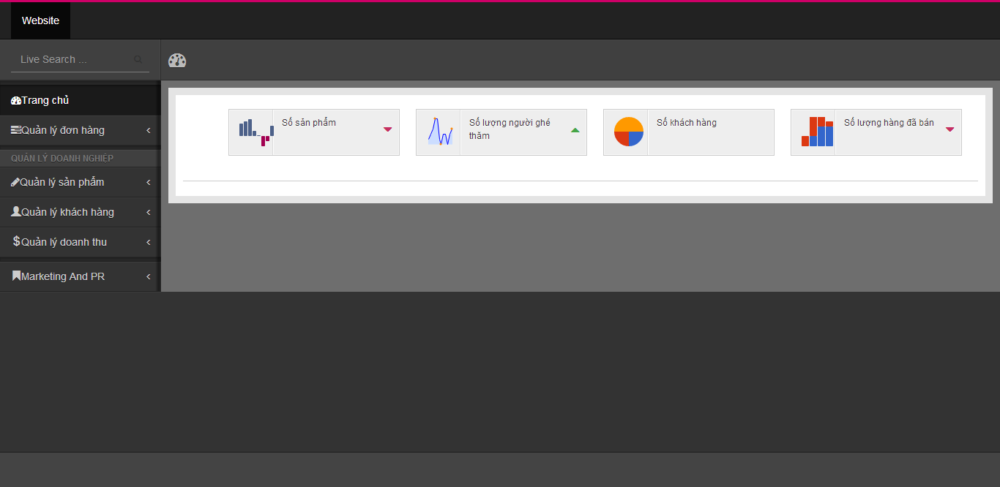 Website
Live Search ...
Trang chủ
Quản lý đơn hàng
QUẢN LÝ DOANH NGHIỆP
Quản lý sản phẩm
Quản lý khách hàng
Quản lý doanh thu
Marketing And PR
Số sản phẩm
Số lượng người ghé
thăm
Số khách hàng
Số lượng hàng đã bán